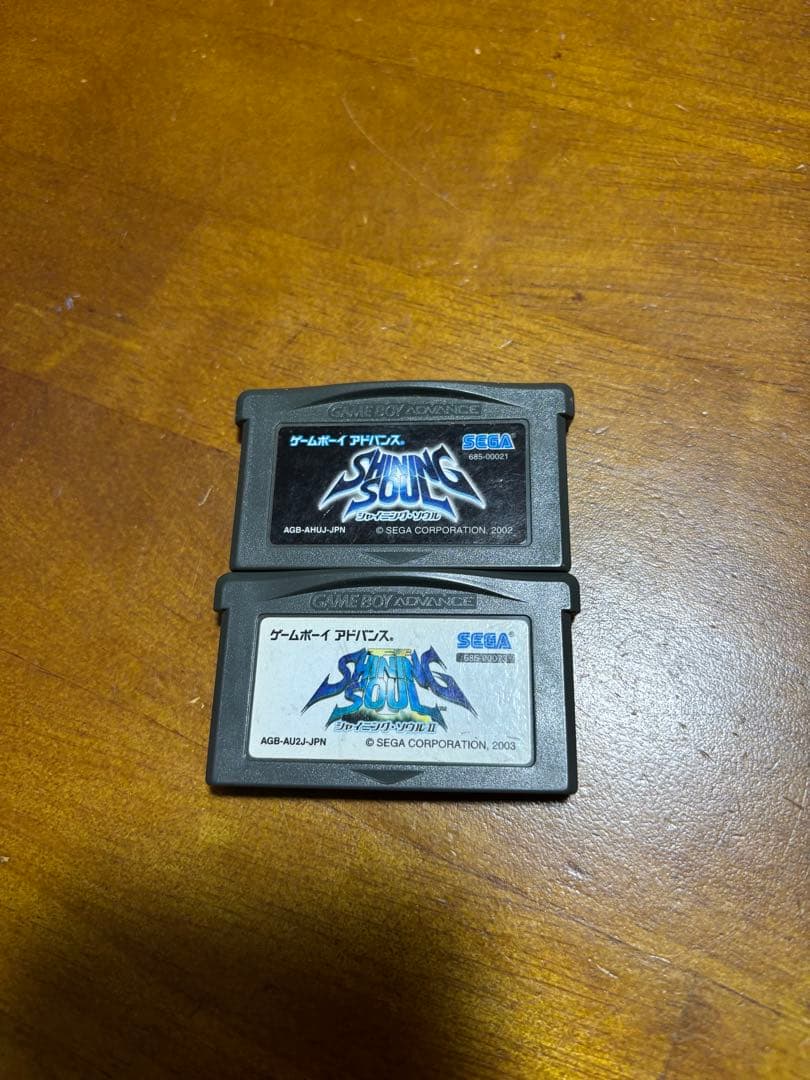 GAME BOY ADVANCE
ゲームボーイ アドバンス®
SEGA®
685-00021
SHINING
SOUL
シャイニング・ソウル
AGB-AHUJ-JPN
© SEGA CORPORATION, 2002
GAME BOY ADVANCE
ゲームボーイ アドバンス®
SEGA®
SHINING
SOUL
シャイニング・ソウル II
AGB-AU2J-JPN
© SEGA CORPORATION, 2003